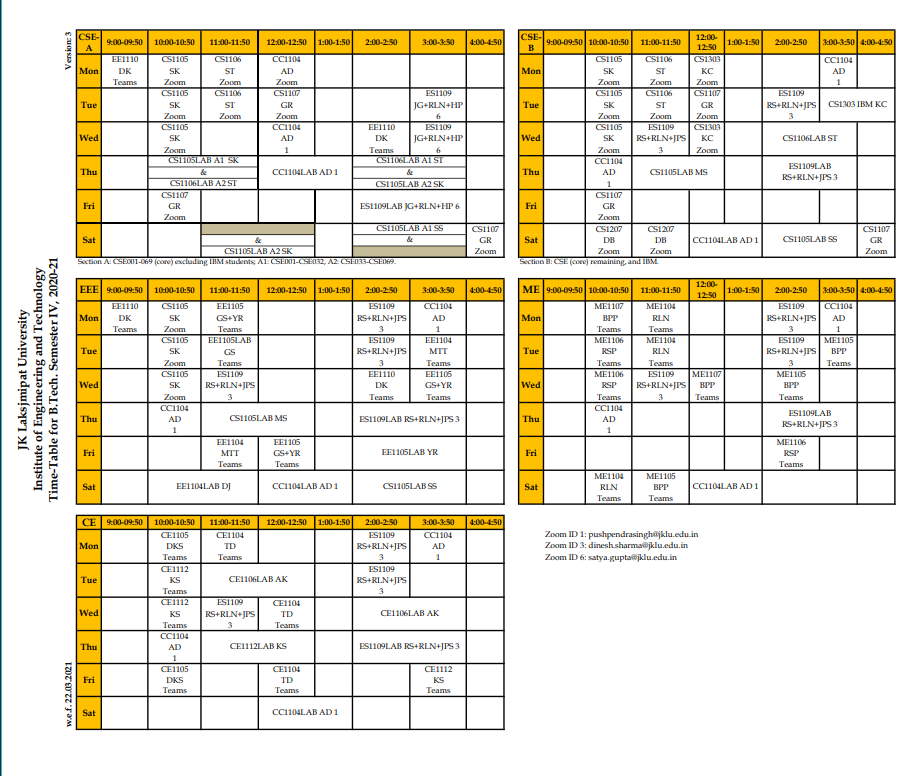 JK Laksjmipat University
Institute of Engineering and Technology
Time-Table for B.Tech. Semester IV, 2020-21
Version: 3
w.e.f. 22.03.2021
CSE-A 9:00-09:50 10:00-10:50 11:00-11:50 12:00-12:50 1:00-1:50 2:00-2:50 3:00-3:50 4:00-4:50
Mon
EE1110 CS1105 CS1106 CC1104
DK SK ST AD
Teams Zoom Zoom Zoom
Tue
CS1105 CS1106 CS1107 ES1109
SK ST GR JG+RLN+HP
Zoom Zoom Zoom 6
Wed
CS1105 CC1104 EE1110 ES1109
SK AD DK JG+RLN+HP
Zoom 1 Teams 6
Thu
CS1105LAB A1 SK CS1106LAB A1 ST
& CC1104LAB AD 1 &
CS1106LAB A2 ST CS1105LAB A2 SK
Fri
CS1107
GR ES1109LAB JG+RLN+HP 6
Zoom
Sat
CS1105LAB A1 SS CS1107
& & GR
CS1105LAB A2 SK Zoom
Section A: CSE001-069 (core) excluding IBM students; A1: CSE001-CSE032, A2: CSE033-CSE069.
CSE-B 9:00-09:50 10:00-10:50 11:00-11:50 12:00-12:50 1:00-1:50 2:00-2:50 3:00-3:50 4:00-4:50
Mon
CS1105 CS1106 CS1303 CC1104
SK ST KC AD
Zoom Zoom Zoom 1
Tue
CS1105 CS1106 CS1107 ES1109
SK ST GR RS+RLN+JPS CS1303 IBM KC
Zoom Zoom Zoom 3
Wed
CS1105 ES1109 CS1303
SK RS+RLN+JPS KC CS1106LAB ST
Zoom 3 Zoom
Thu
CC1104 ES1109LAB
AD CS1105LAB MS RS+RLN+JPS 3
1
Fri
CS1107
GR
Zoom
Sat
CS1207 CS1207 CS1107
DB DB CC1104LAB AD 1 CS1105LAB SS GR
Zoom Zoom Zoom
Section B: CSE (core) remaining, and IBM.
EEE 9:00-09:50 10:00-10:50 11:00-11:50 12:00-12:50 1:00-1:50 2:00-2:50 3:00-3:50 4:00-4:50
Mon
EE1110 CS1105 EE1105 ES1109 CC1104
DK SK GS+YR RS+RLN+JPS AD
Teams Zoom Teams 3 1
Tue
CS1105 EE1105LAB ES1109 EE1104
SK GS RS+RLN+JPS MTT
Zoom Teams 3 Teams
Wed
CS1105 ES1109 EE1110 EE1105
SK RS+RLN+JPS DK GS+YR
Zoom 3 Teams Teams
Thu
CC1104
AD CS1105LAB MS ES1109LAB RS+RLN+JPS 3
1
Fri
EE1104 EE1105
MTT GS+YR EE1105LAB YR
Teams Teams
Sat
EE1104LAB DJ CC1104LAB AD 1 CS1105LAB SS
ME 9:00-09:50 10:00-10:50 11:00-11:50 12:00-12:50 1:00-1:50 2:00-2:50 3:00-3:50 4:00-4:50
Mon
ME1107 ME1104 ES1109 CC1104
BPP RLN RS+RLN+JPS AD
Teams Teams 3 1
Tue
ME1106 ME1104 ES1109 ME1105
RSP RLN RS+RLN+JPS BPP
Teams Teams 3 Teams
Wed
ME1106 ES1109 ME1107 ME1105
RSP RS+RLN+JPS BPP BPP
Teams 3 Teams Teams
Thu
CC1104 ES1109LAB
AD RS+RLN+JPS 3
1
Fri
ME1106
RSP
Teams
Sat
ME1104 ME1105
RLN BPP CC1104LAB AD 1
Teams Teams
CE 9:00-09:50 10:00-10:50 11:00-11:50 12:00-12:50 1:00-1:50 2:00-2:50 3:00-3:50 4:00-4:50
Mon
CE1105 CE1104 ES1109 CC1104
DKS TD RS+RLN+JPS AD
Teams Teams 3 1
Tue
CE1112 ES1109
KS CE1106LAB AK RS+RLN+JPS
Teams 3
Wed
CE1112 ES1109 CE1104
KS RS+RLN+JPS TD CE1106LAB AK
Teams 3 Teams
Thu
CC1104
AD CE1112LAB KS ES1109LAB RS+RLN+JPS 3
1
Fri
CE1105 CE1104 CE1112
DKS TD KS
Teams Teams Teams
Sat
CC1104LAB AD 1
Zoom ID 1: pushpendrasingh@jklu.edu.in
Zoom ID 3: dinesh.sharma@jklu.edu.in
Zoom ID 6: satya.gupta@jklu.edu.in